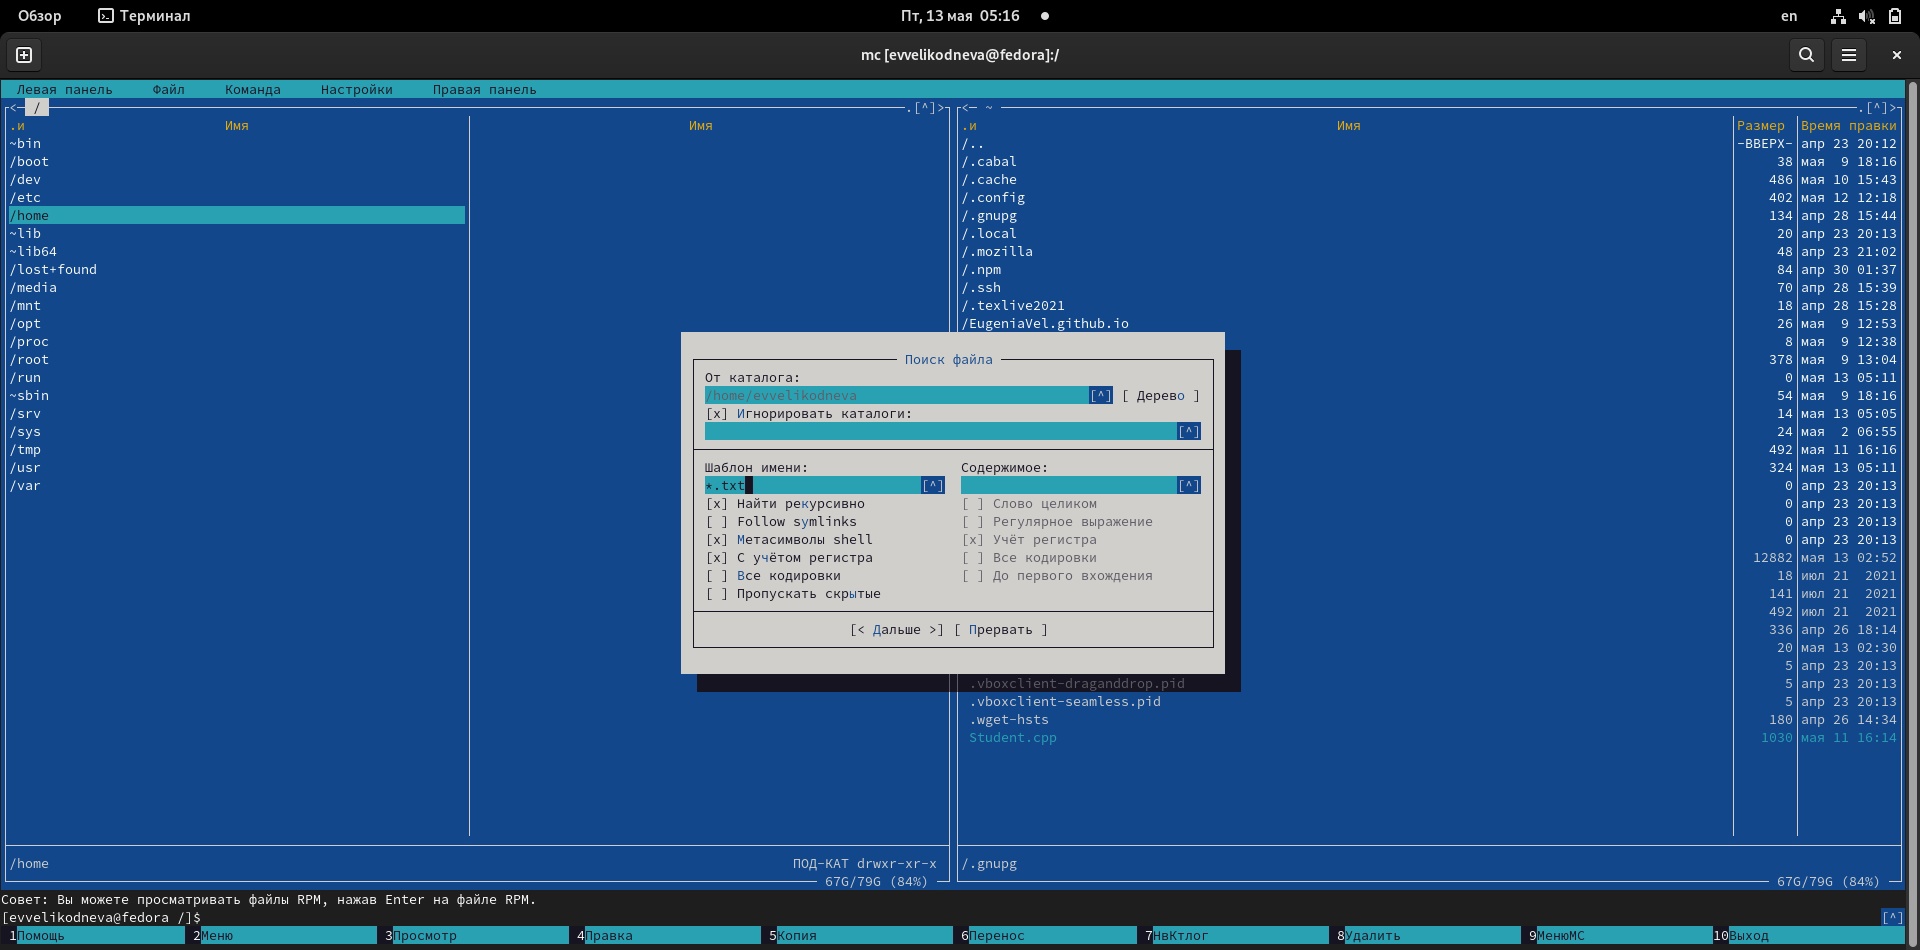 Обзор Терминал Пт, 13 мая 05:16 en
mc [evvelikodneva@fedora]:/
Левая панель Файл Команда Настройки Правая панель
<─ / .[^]>
.и Имя Имя
~bin
/boot
/dev
/etc
/home
~lib
~lib64
/lost+found
/media
/mnt
/opt
/proc
/root
/run
~sbin
/srv
/sys
/tmp
/usr
/var
/home ПОД-КАТ drwxr-xr-x
67G/79G (84%)
<─ ~ .[^]>
.и Имя Размер Время правки
/.. -ВВЕРХ- апр 23 20:12
/.cabal 38 мая 9 18:16
/.cache 486 мая 10 15:43
/.config 402 мая 12 12:18
/.gnupg 134 апр 28 15:44
/.local 20 апр 23 20:13
/.mozilla 48 апр 23 21:02
/.npm 84 апр 30 01:37
/.ssh 70 апр 28 15:39
/.texlive2021 18 апр 28 15:28
/EugeniaVel.github.io 26 мая 9 12:53
8 мая 9 12:38
378 мая 9 13:04
0 мая 13 05:11
54 мая 9 18:16
14 мая 13 05:05
24 мая 2 06:55
492 мая 11 16:16
324 мая 13 05:11
0 апр 23 20:13
0 апр 23 20:13
0 апр 23 20:13
0 апр 23 20:13
12882 мая 13 02:52
18 июл 21 2021
141 июл 21 2021
492 июл 21 2021
336 апр 26 18:14
20 мая 13 02:30
5 апр 23 20:13
.vboxclient-draganddrop.pid 5 апр 23 20:13
.vboxclient-seamless.pid 5 апр 23 20:13
.wget-hsts 180 апр 26 14:34
Student.cpp 1030 мая 11 16:14
/.gnupg
67G/79G (84%)
Поиск файла
От каталога:
/home/evvelikodneva [^] [ Дерево ]
[x] Игнорировать каталоги:
[^]
Шаблон имени: Содержимое:
*.txt [^] [^]
[x] Найти рекурсивно [ ] Слово целиком
[ ] Follow symlinks [ ] Регулярное выражение
[x] Метасимволы shell [x] Учёт регистра
[x] С учётом регистра [ ] Все кодировки
[ ] Все кодировки [ ] До первого вхождения
[ ] Пропускать скрытые
[< Дальше >] [ Прервать ]
Совет: Вы можете просматривать файлы RPM, нажав Enter на файле RPM.
[evvelikodneva@fedora /]$ [^]
1Помощь 2Меню 3Просмотр 4Правка 5Копия 6Перенос 7НвКтлог 8Удалить 9МенюМС 10Выход